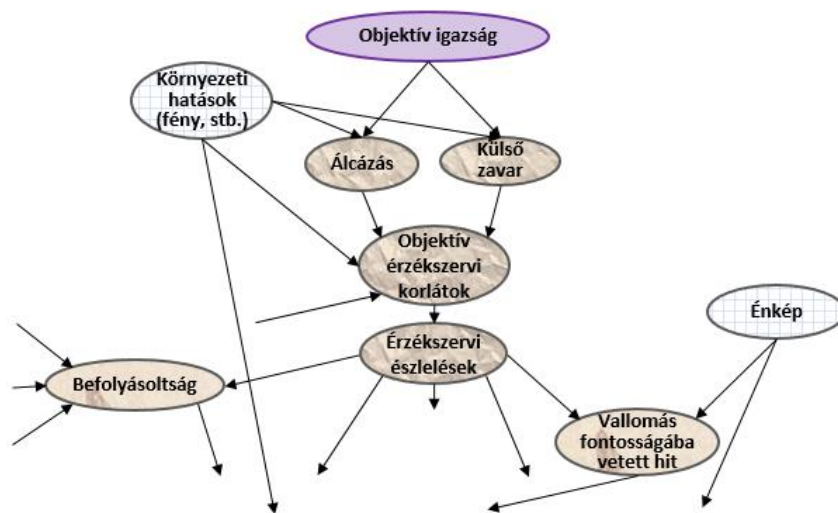 Objektív igazság
Környezeti
hatások
(fény, stb.)
Álcázás
Külső
zavar
Objektív
érzékszervi
korlátok
Énkép
Érzékszervi
észlelések
Befolyásoltság
Vallomás
fontosságába
vetett hit